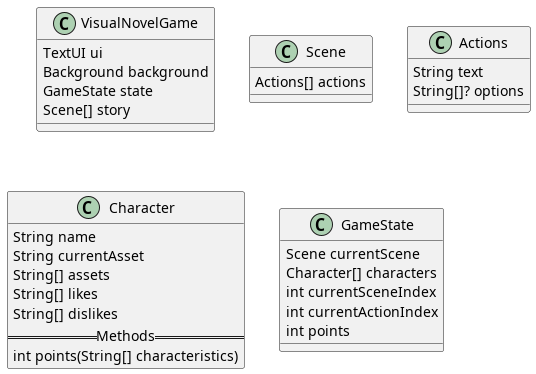 C VisualNovelGame
TextUI ui
Background background
GameState state
Scene[] story
C Scene
Actions[] actions
C Actions
String text
String[]? options
C Character
String name
String currentAsset
String[] assets
String[] likes
String[] dislikes
Methods
int points(String[] characteristics)
C GameState
Scene currentScene
Character[] characters
int currentSceneIndex
int currentActionIndex
int points